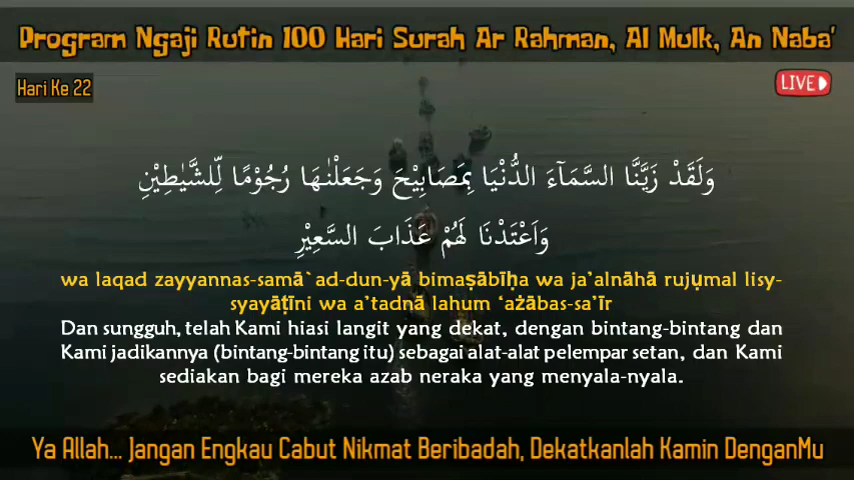 Program Ngaji Rutin 100 Hari Surah Ar Rahman, Al Mulk, An Naba'
Hari Ke 22
LIVE
وَلَقَدْ زَيَّنَّا السَّمَاۤءَ الدُّنْيَا بِمَصَابِيْحَ وَجَعَلْنٰهَا رُجُوْمًا لِّلشَّيٰطِيْنِ
وَاَعْتَدْنَا لَهُمْ عَذَابَ السَّعِيْرِ
wa laqad zayyannas-samā`ad-dun-yā bimaṣābīḥa wa ja’alnāhā rujụmal lisy-
syayāṭīni wa a’tadnā lahum ‘ażābas-sa’īr
Dan sungguh, telah Kami hiasi langit yang dekat, dengan bintang-bintang dan
Kami jadikannya (bintang-bintang itu) sebagai alat-alat pelempar setan, dan Kami
sediakan bagi mereka azab neraka yang menyala-nyala.
Ya Allah... Jangan Engkau Cabut Nikmat Beribadah, Dekatkanlah Kamin DenganMu